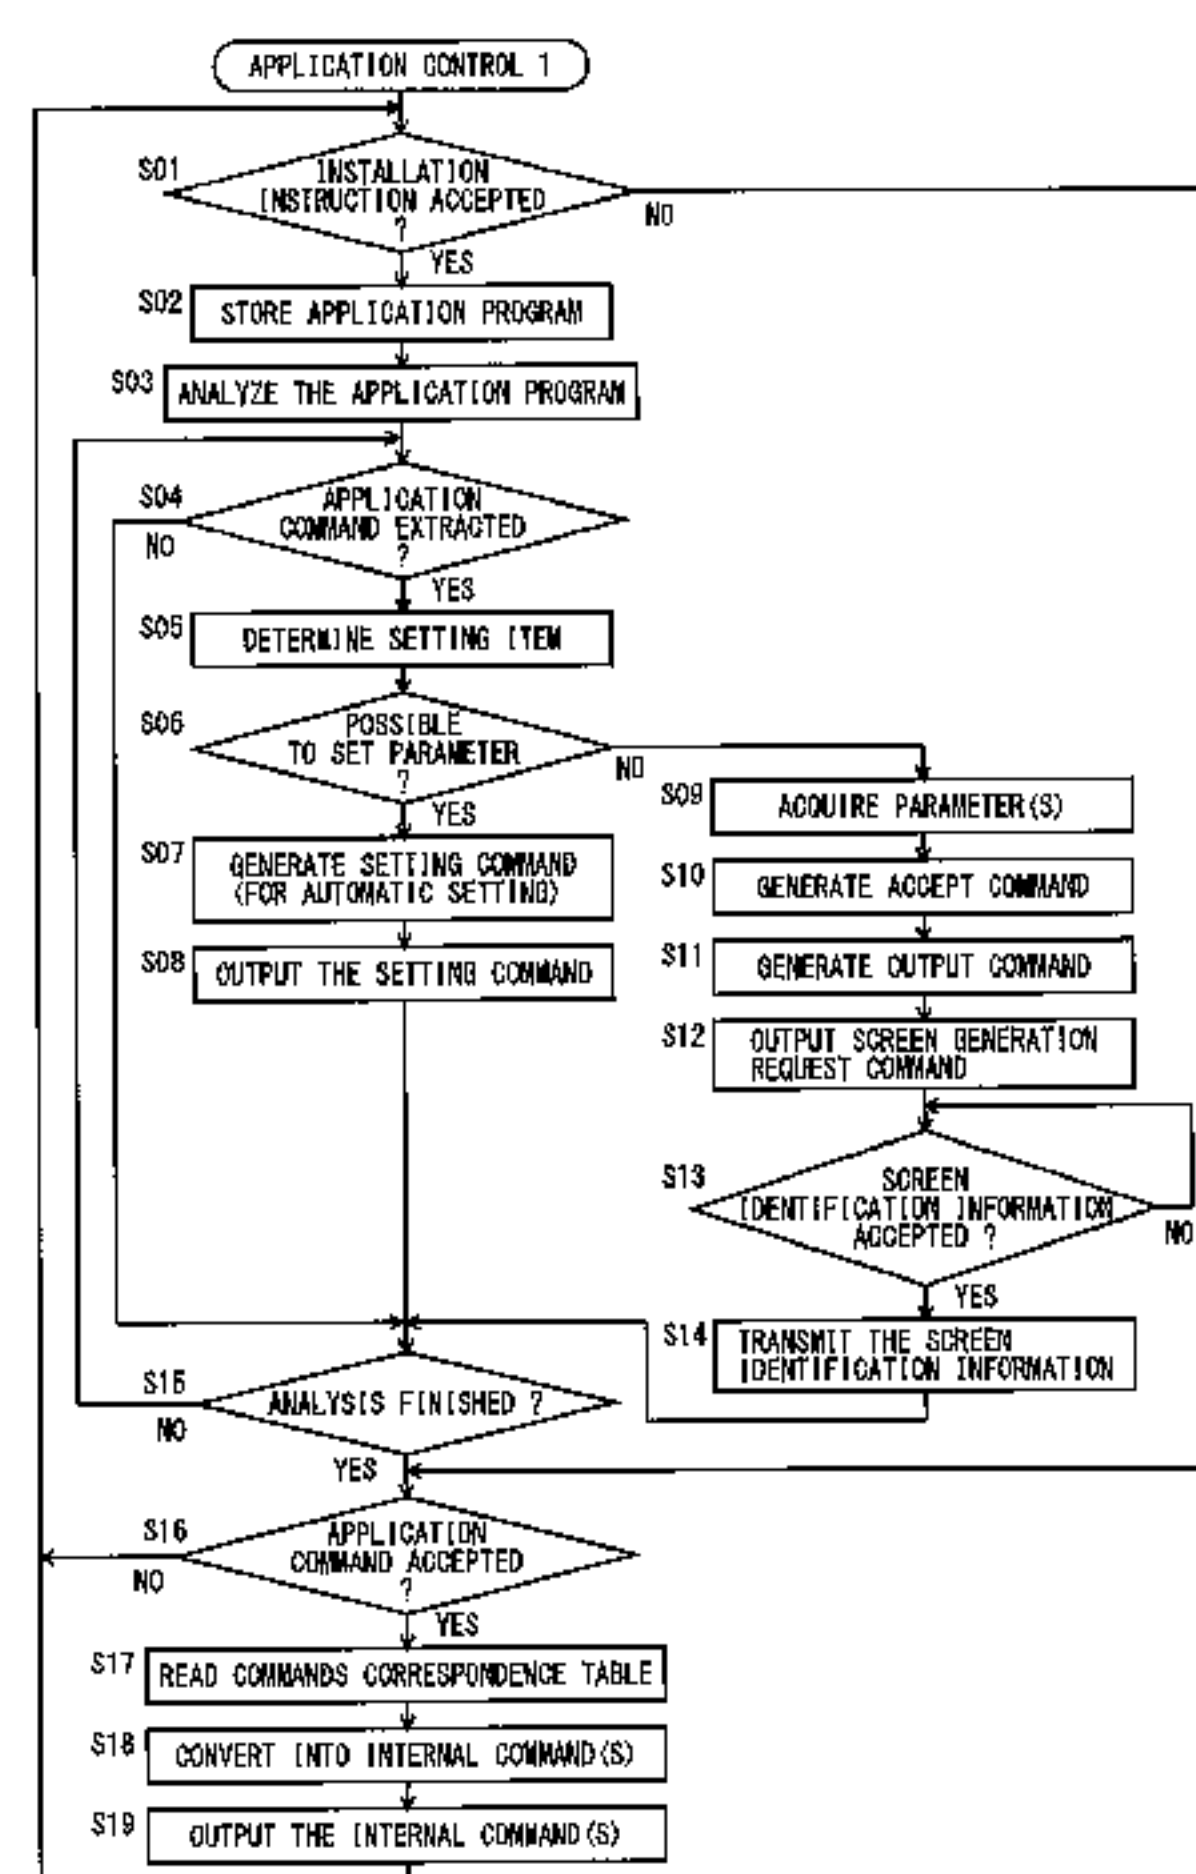 APPLICATION CONTROL 1
S01
INSTALLATION
INSTRUCTION ACCEPTED
?
NO
YES
S02
STORE APPLICATION PROGRAM
S03
ANALYZE THE APPLICATION PROGRAM
S04
APPLICATION
COMMAND EXTRACTED
?
NO
YES
S05
DETERMINE SETTING ITEM
S06
POSSIBLE
TO SET PARAMETER
?
NO
YES
S07
GENERATE SETTING COMMAND
(FOR AUTOMATIC SETTING)
S08
OUTPUT THE SETTING COMMAND
S09
ACQUIRE PARAMETER(S)
S10
GENERATE ACCEPT COMMAND
S11
GENERATE OUTPUT COMMAND
S12
OUTPUT SCREEN GENERATION
REQUEST COMMAND
S13
SCREEN
IDENTIFICATION INFORMATION
ACCEPTED ?
NO
YES
S14
TRANSMIT THE SCREEN
IDENTIFICATION INFORMATION
S15
ANALYSIS FINISHED ?
NO
YES
S16
APPLICATION
COMMAND ACCEPTED
?
NO
YES
S17
READ COMMANDS CORRESPONDENCE TABLE
S18
CONVERT INTO INTERNAL COMMAND(S)
S19
OUTPUT THE INTERNAL COMMAND(S)